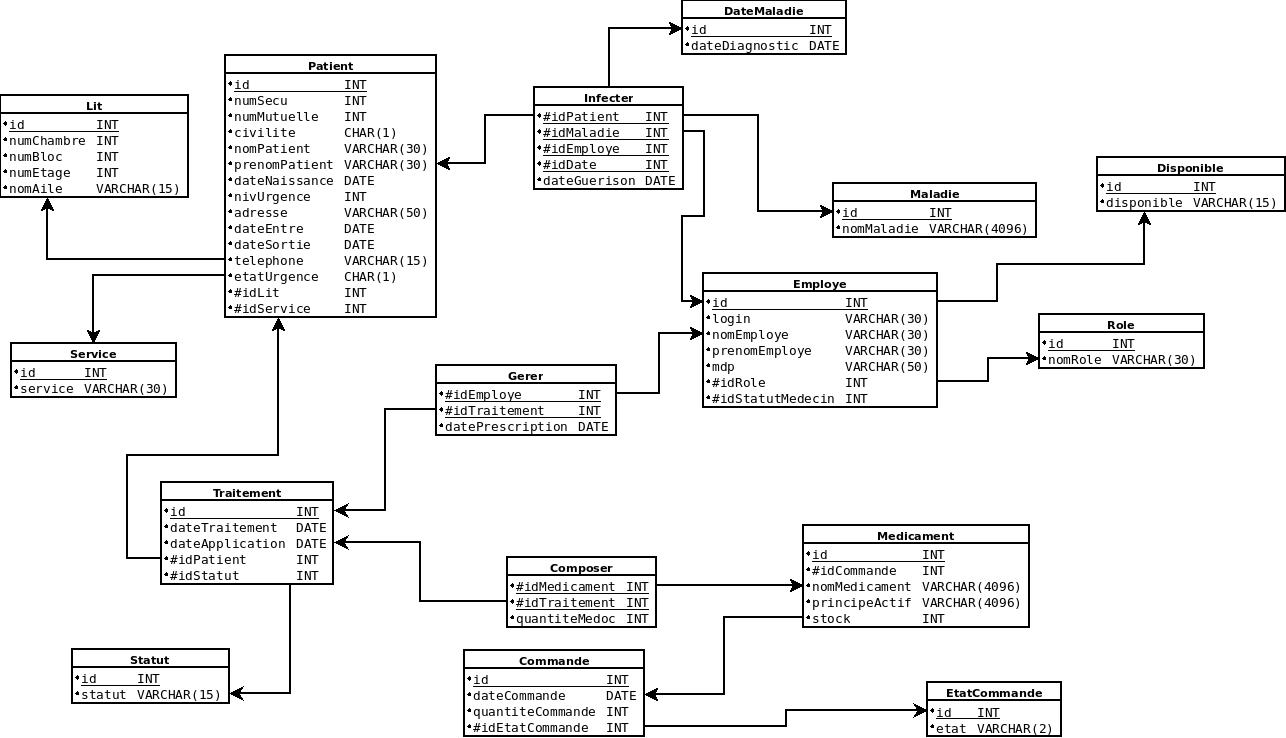 DateMaladie
id INT
dateDiagnostic DATE
Patient
id INT
numSecu INT
numMutuelle INT
civilite CHAR(1)
nomPatient VARCHAR(30)
prenomPatient VARCHAR(30)
dateNaissance DATE
nivUrgence INT
adresse VARCHAR(50)
dateEntre DATE
dateSortie DATE
telephone VARCHAR(15)
etatUrgence CHAR(1)
#idLit INT
#idService INT
Lit
id INT
numChambre INT
numBloc INT
numEtage INT
nomAile VARCHAR(15)
Infecter
#idPatient INT
#idMaladie INT
#idEmploye INT
#idDate INT
dateGuerison DATE
Disponible
id INT
disponible VARCHAR(15)
Maladie
id INT
nomMaladie VARCHAR(4096)
Employe
id INT
login VARCHAR(30)
nomEmploye VARCHAR(30)
prenomEmploye VARCHAR(30)
mdp VARCHAR(50)
#idRole INT
#idStatutMedecin INT
Role
id INT
nomRole VARCHAR(30)
Service
id INT
service VARCHAR(30)
Gerer
#idEmploye INT
#idTraitement INT
datePrescription DATE
Traitement
id INT
dateTraitement DATE
dateApplication DATE
#idPatient INT
#idStatut INT
Composer
#idMedicament INT
#idTraitement INT
quantiteMedoc INT
Medicament
id INT
#idCommande INT
nomMedicament VARCHAR(4096)
principeActif VARCHAR(4096)
stock INT
Statut
id INT
statut VARCHAR(15)
Commande
id INT
dateCommande DATE
quantiteCommande INT
#idEtatCommande INT
EtatCommande
id INT
etat VARCHAR(2)